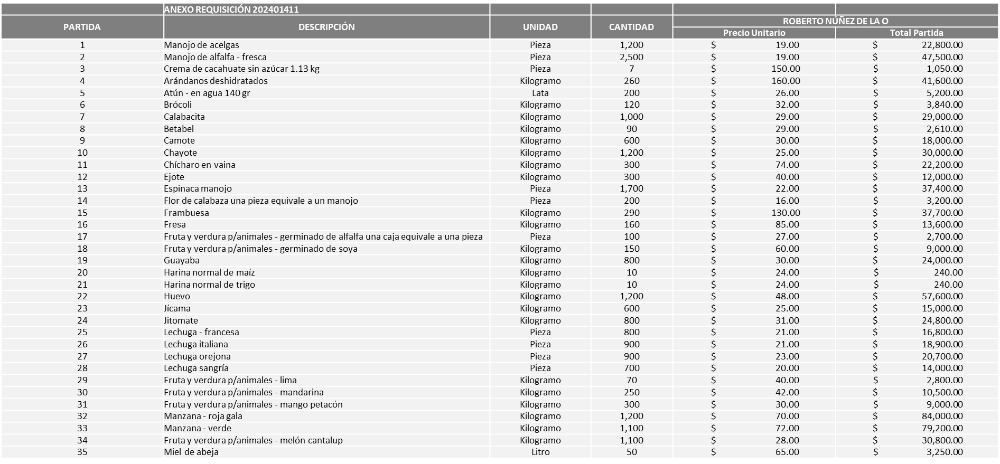 ANEXO REQUISICIÓN 202401411
PARTIDA DESCRIPCIÓN UNIDAD CANTIDAD ROBERTO NÚÑEZ DE LA O
Precio Unitario Total Partida
1 Manojo de acelgas Pieza 1,200 $ 19.00 $ 22,800.00
2 Manojo de alfalfa - fresca Pieza 2,500 $ 19.00 $ 47,500.00
3 Crema de cacahuate sin azúcar 1.13 kg Pieza 7 $ 150.00 $ 1,050.00
4 Arándanos deshidratados Kilogramo 260 $ 160.00 $ 41,600.00
5 Atún - en agua 140 gr Lata 200 $ 26.00 $ 5,200.00
6 Brócoli Kilogramo 120 $ 32.00 $ 3,840.00
7 Calabacita Kilogramo 1,000 $ 29.00 $ 29,000.00
8 Betabel Kilogramo 90 $ 29.00 $ 2,610.00
9 Camote Kilogramo 600 $ 30.00 $ 18,000.00
10 Chayote Kilogramo 1,200 $ 25.00 $ 30,000.00
11 Chícharo en vaina Kilogramo 300 $ 74.00 $ 22,200.00
12 Ejote Kilogramo 300 $ 40.00 $ 12,000.00
13 Espinaca manojo Pieza 1,700 $ 22.00 $ 37,400.00
14 Flor de calabaza una pieza equivale a un manojo Pieza 200 $ 16.00 $ 3,200.00
15 Frambuesa Kilogramo 290 $ 130.00 $ 37,700.00
16 Fresa Kilogramo 160 $ 85.00 $ 13,600.00
17 Fruta y verdura p/animales - germinado de alfalfa una caja equivale a una pieza Pieza 100 $ 27.00 $ 2,700.00
18 Fruta y verdura p/animales - germinado de soya Kilogramo 150 $ 60.00 $ 9,000.00
19 Guayaba Kilogramo 800 $ 30.00 $ 24,000.00
20 Harina normal de maíz Kilogramo 10 $ 24.00 $ 240.00
21 Harina normal de trigo Kilogramo 10 $ 24.00 $ 240.00
22 Huevo Kilogramo 1,200 $ 48.00 $ 57,600.00
23 Jícama Kilogramo 600 $ 25.00 $ 15,000.00
24 Jitomate Kilogramo 800 $ 31.00 $ 24,800.00
25 Lechuga - francesa Pieza 800 $ 21.00 $ 16,800.00
26 Lechuga italiana Pieza 900 $ 21.00 $ 18,900.00
27 Lechuga orejona Pieza 900 $ 23.00 $ 20,700.00
28 Lechuga sangría Pieza 700 $ 20.00 $ 14,000.00
29 Fruta y verdura p/animales - lima Kilogramo 70 $ 40.00 $ 2,800.00
30 Fruta y verdura p/animales - mandarina Kilogramo 250 $ 42.00 $ 10,500.00
31 Fruta y verdura p/animales - mango petacón Kilogramo 300 $ 30.00 $ 9,000.00
32 Manzana - roja gala Kilogramo 1,200 $ 70.00 $ 84,000.00
33 Manzana - verde Kilogramo 1,100 $ 72.00 $ 79,200.00
34 Fruta y verdura p/animales - melón cantalup Kilogramo 1,100 $ 28.00 $ 30,800.00
35 Miel de abeja Litro 50 $ 65.00 $ 3,250.00